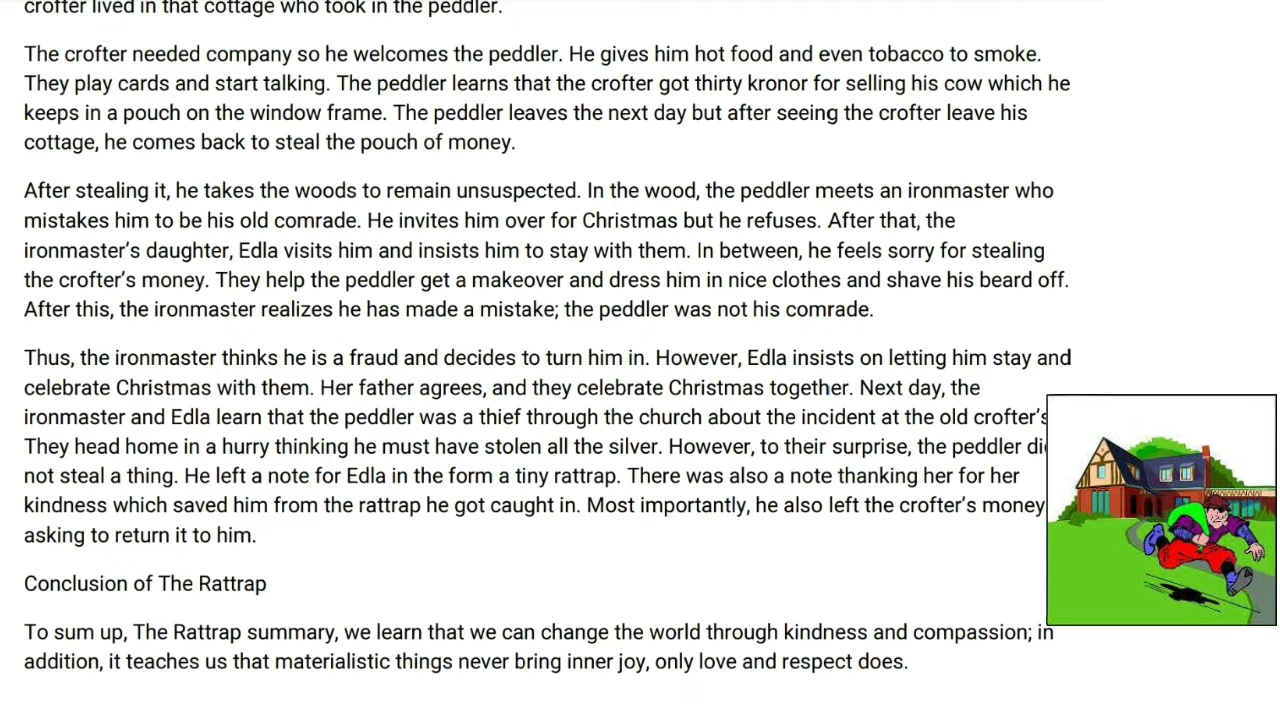 crofter lived in that cottage who took in the peddler.
The crofter needed company so he welcomes the peddler. He gives him hot food and even tobacco to smoke.
They play cards and start talking. The peddler learns that the crofter got thirty kronor for selling his cow which he
keeps in a pouch on the window frame. The peddler leaves the next day but after seeing the crofter leave his
cottage, he comes back to steal the pouch of money.
After stealing it, he takes the woods to remain unsuspected. In the wood, the peddler meets an ironmaster who
mistakes him to be his old comrade. He invites him over for Christmas but he refuses. After that, the
ironmaster's daughter, Edla visits him and insists him to stay with them. In between, he feels sorry for stealing
the crofter's money. They help the peddler get a makeover and dress him in nice clothes and shave his beard off.
After this, the ironmaster realizes he has made a mistake; the peddler was not his comrade.
Thus, the ironmaster thinks he is a fraud and decides to turn him in. However, Edla insists on letting him stay and
celebrate Christmas with them. Her father agrees, and they celebrate Christmas together. Next day, the
ironmaster and Edla learn that the peddler was a thief through the church about the incident at the old crofter's
They head home in a hurry thinking he must have stolen all the silver. However, to their surprise, the peddler di
not steal a thing. He left a note for Edla in the form a tiny rattrap. There was also a note thanking her for her
kindness which saved him from the rattrap he got caught in. Most importantly, he also left the crofter's money
asking to return it to him.
Conclusion of The Rattrap
To sum up, The Rattrap summary, we learn that we can change the world through kindness and compassion; in
addition, it teaches us that materialistic things never bring inner joy, only love and respect does.